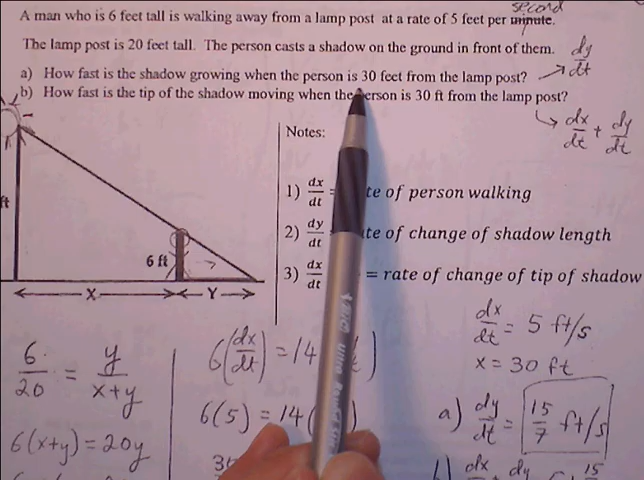 second
A man who is 6 feet tall is walking away from a lamp post at a rate of 5 feet per minute.
The lamp post is 20 feet tall. The person casts a shadow on the ground in front of them.
a) How fast is the shadow growing when the person is 30 feet from the lamp post? → dy/dt
b) How fast is the tip of the shadow moving when the person is 30 ft from the lamp post?
↳ dx/dt + dy/dt
Notes:
1) dx/dt = te of person walking
2) dy/dt te of change of shadow length
3) dx/dt = rate of change of tip of shadow
ft
6 ft
X Y
6/20 = y/x+y
6(x+y) = 20y
6(dx/dt) = 14
6(5) = 14(
dx/dt = 5 ft/s
x = 30 ft
a) dy/dt = 15/7 ft/s
dx dy 15